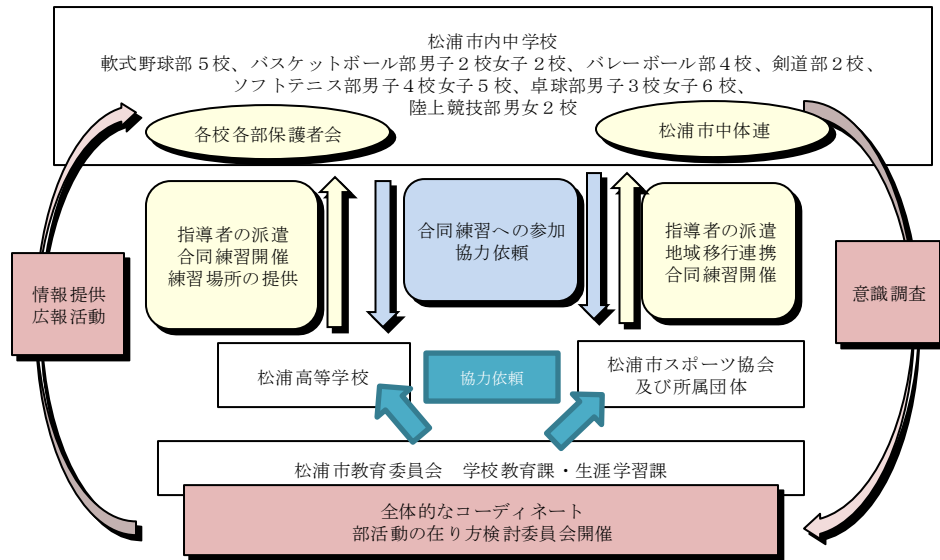 松浦市内中学校
軟式野球部５校、バスケットボール部男子２校女子２校、バレーボール部４校、剣道部２校、
ソフトテニス部男子４校女子５校、卓球部男子３校女子６校、
陸上競技部男女２校
各校各部保護者会
松浦市中体連
指導者の派遣
合同練習開催
練習場所の提供
合同練習への参加
協力依頼
指導者の派遣
地域移行連携
合同練習開催
情報提供
広報活動
意識調査
松浦高等学校
協力依頼
松浦市スポーツ協会
及び所属団体
松浦市教育委員会　学校教育課・生涯学習課
全体的なコーディネート
部活動の在り方検討委員会開催